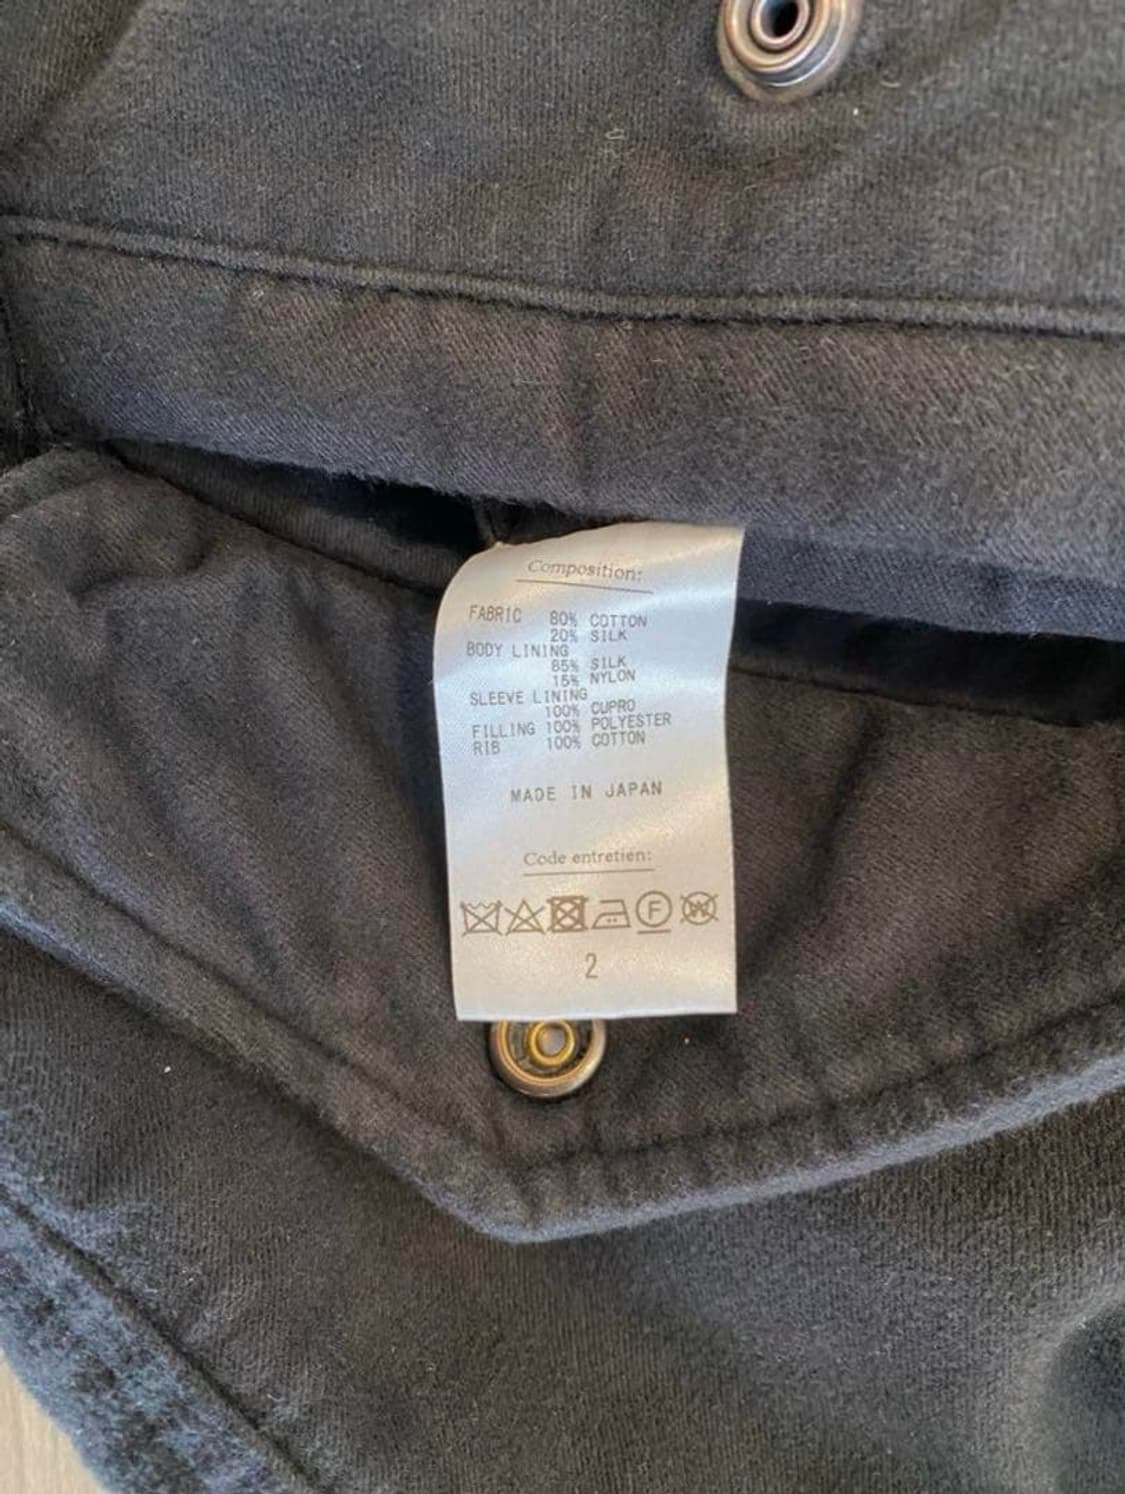 Composition:
FABRIC 80% COTTON
20% SILK
BODY LINING
85% SILK
15% NYLON
SLEEVE LINING
100% CUPRO
FILLING 100% POLYESTER
RIB 100% COTTON
MADE IN JAPAN
Code entretien:
F W
2